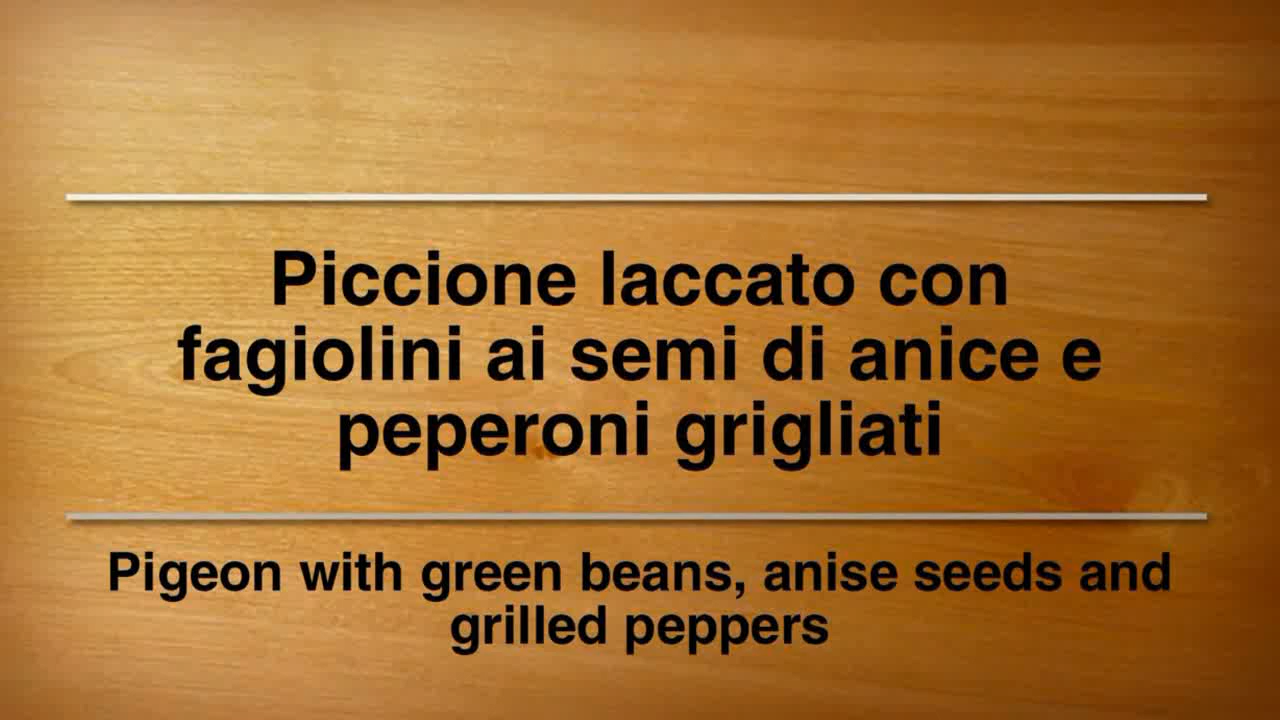 Piccione laccato con
fagiolini ai semi di anice e
peperoni grigliati
Pigeon with green beans, anise seeds and
grilled peppers